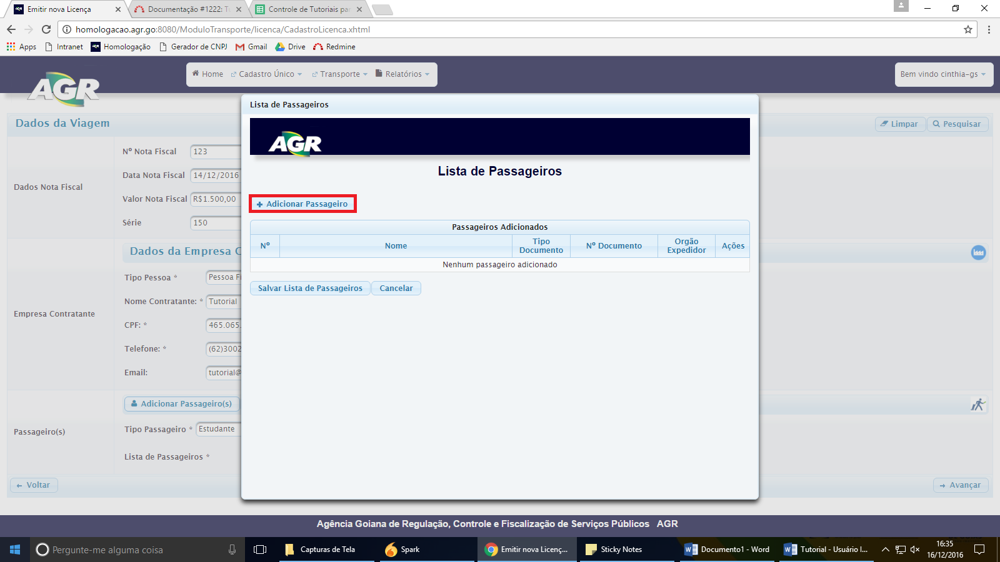 Emitir nova Licença
Documentação #1222: Tu
Controle de Tutoriais pa
homologacao.agr.go:8080/ModuloTransporte/licenca/CadastroLicenca.xhtml
Apps
Intranet
Homologação
Gerador de CNPJ
Gmail
Drive
Redmine
AGR
Home
Cadastro Único
Transporte
Relatórios
Bem vindo cinthia-gs
Dados da Viagem
Limpar
Pesquisar
Dados Nota Fiscal
Nº Nota Fiscal
123
Data Nota Fiscal
14/12/2016
Valor Nota Fiscal
R$1.500,00
Série
150
Empresa Contratante
Dados da Empresa C
Tipo Pessoa *
Pessoa Fí
Nome Contratante: *
Tutorial
CPF: *
465.065.
Telefone: *
(62)3002
Email:
tutorial@
Passageiro(s)
Adicionar Passageiro(s)
Tipo Passageiro *
Estudante
Lista de Passageiros *
Voltar
Avançar
Lista de Passageiros
AGR
Lista de Passageiros
Adicionar Passageiro
Passageiros Adicionados
Nº
Nome
Tipo Documento
Nº Documento
Orgão Expedidor
Ações
Nenhum passageiro adicionado
Salvar Lista de Passageiros
Cancelar
Agência Goiana de Regulação, Controle e Fiscalização de Serviços Públicos AGR
Pergunte-me alguma coisa
Capturas de Tela
Spark
Emitir nova Licenç...
Sticky Notes
Documento1 - Word
Tutorial - Usuário I...
16:35
16/12/2016